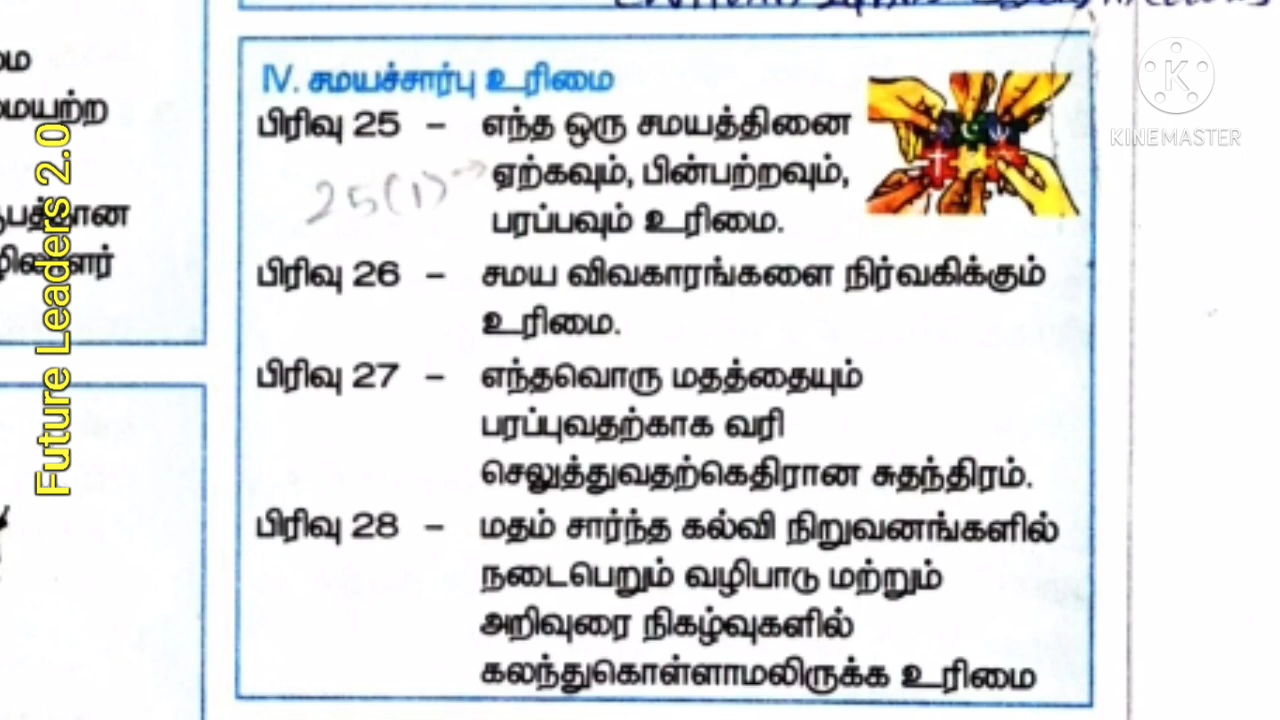 IV. சமயச்சார்பு உரிமை
பிரிவு 25 – எந்த ஒரு சமயத்தினை
ஏற்கவும், பின்பற்றவும்,
25(1)
பரப்பவும் உரிமை.
பிரிவு 26 – சமய விவகாரங்களை நிர்வகிக்கும்
உரிமை.
பிரிவு 27 – எந்தவொரு மதத்தையும்
பரப்புவதற்காக வரி
செலுத்துவதற்கெதிரான சுதந்திரம்.
பிரிவு 28 – மதம் சார்ந்த கல்வி நிறுவனங்களில்
நடைபெறும் வழிபாடு மற்றும்
அறிவுரை நிகழ்வுகளில்
கலந்துகொள்ளாமலிருக்க உரிமை
Future Leaders 2.0
K
KINEMASTER